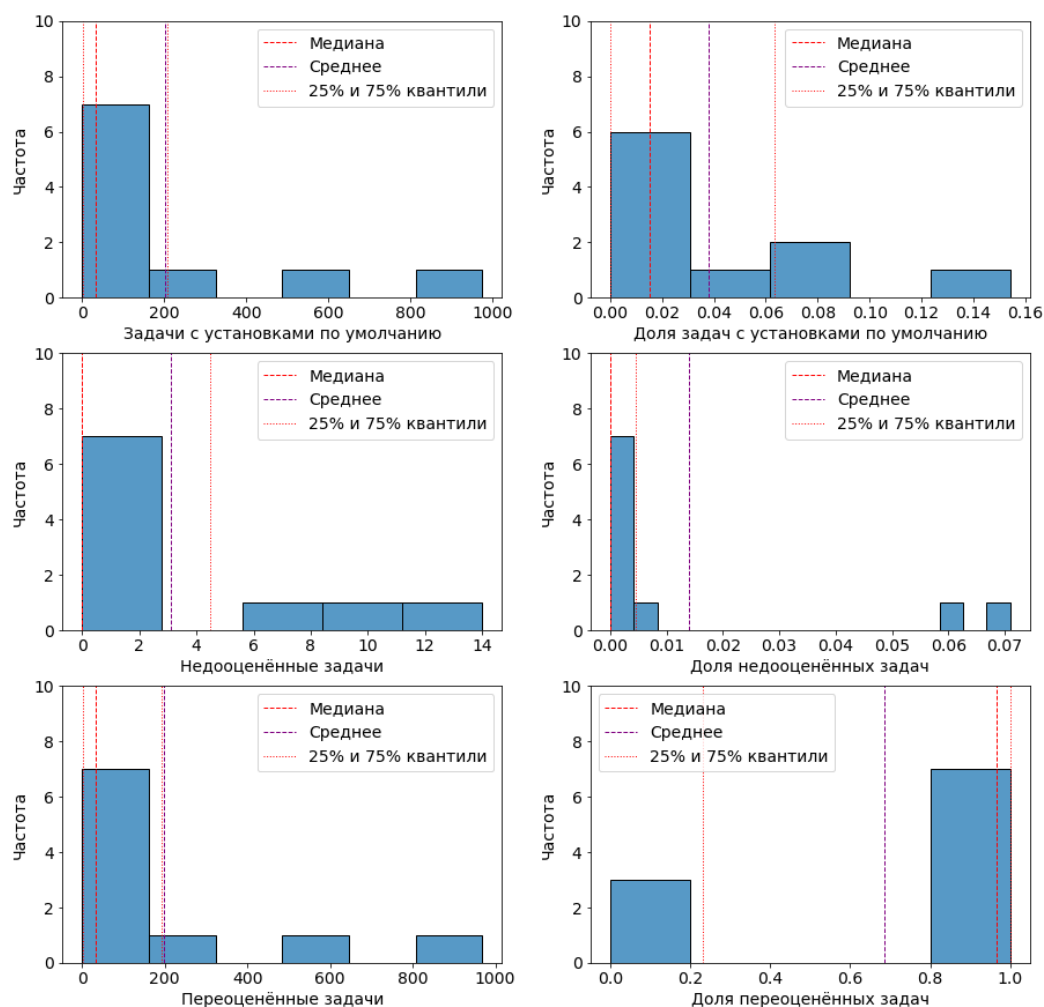 10
8
6
4
2
0
Частота
Медиана
Среднее
25% и 75% квантили
0 200 400 600 800 1000
Задачи с установками по умолчанию
10
8
6
4
2
0
Частота
Медиана
Среднее
25% и 75% квантили
0.00 0.02 0.04 0.06 0.08 0.10 0.12 0.14 0.16
Доля задач с установками по умолчанию
10
8
6
4
2
0
Частота
Медиана
Среднее
25% и 75% квантили
0 2 4 6 8 10 12 14
Недооценённые задачи
10
8
6
4
2
0
Частота
Медиана
Среднее
25% и 75% квантили
0.00 0.01 0.02 0.03 0.04 0.05 0.06 0.07
Доля недооценённых задач
10
8
6
4
2
0
Частота
Медиана
Среднее
25% и 75% квантили
0 200 400 600 800 1000
Переоценённые задачи
10
8
6
4
2
0
Частота
Медиана
Среднее
25% и 75% квантили
0.0 0.2 0.4 0.6 0.8 1.0
Доля переоценённых задач